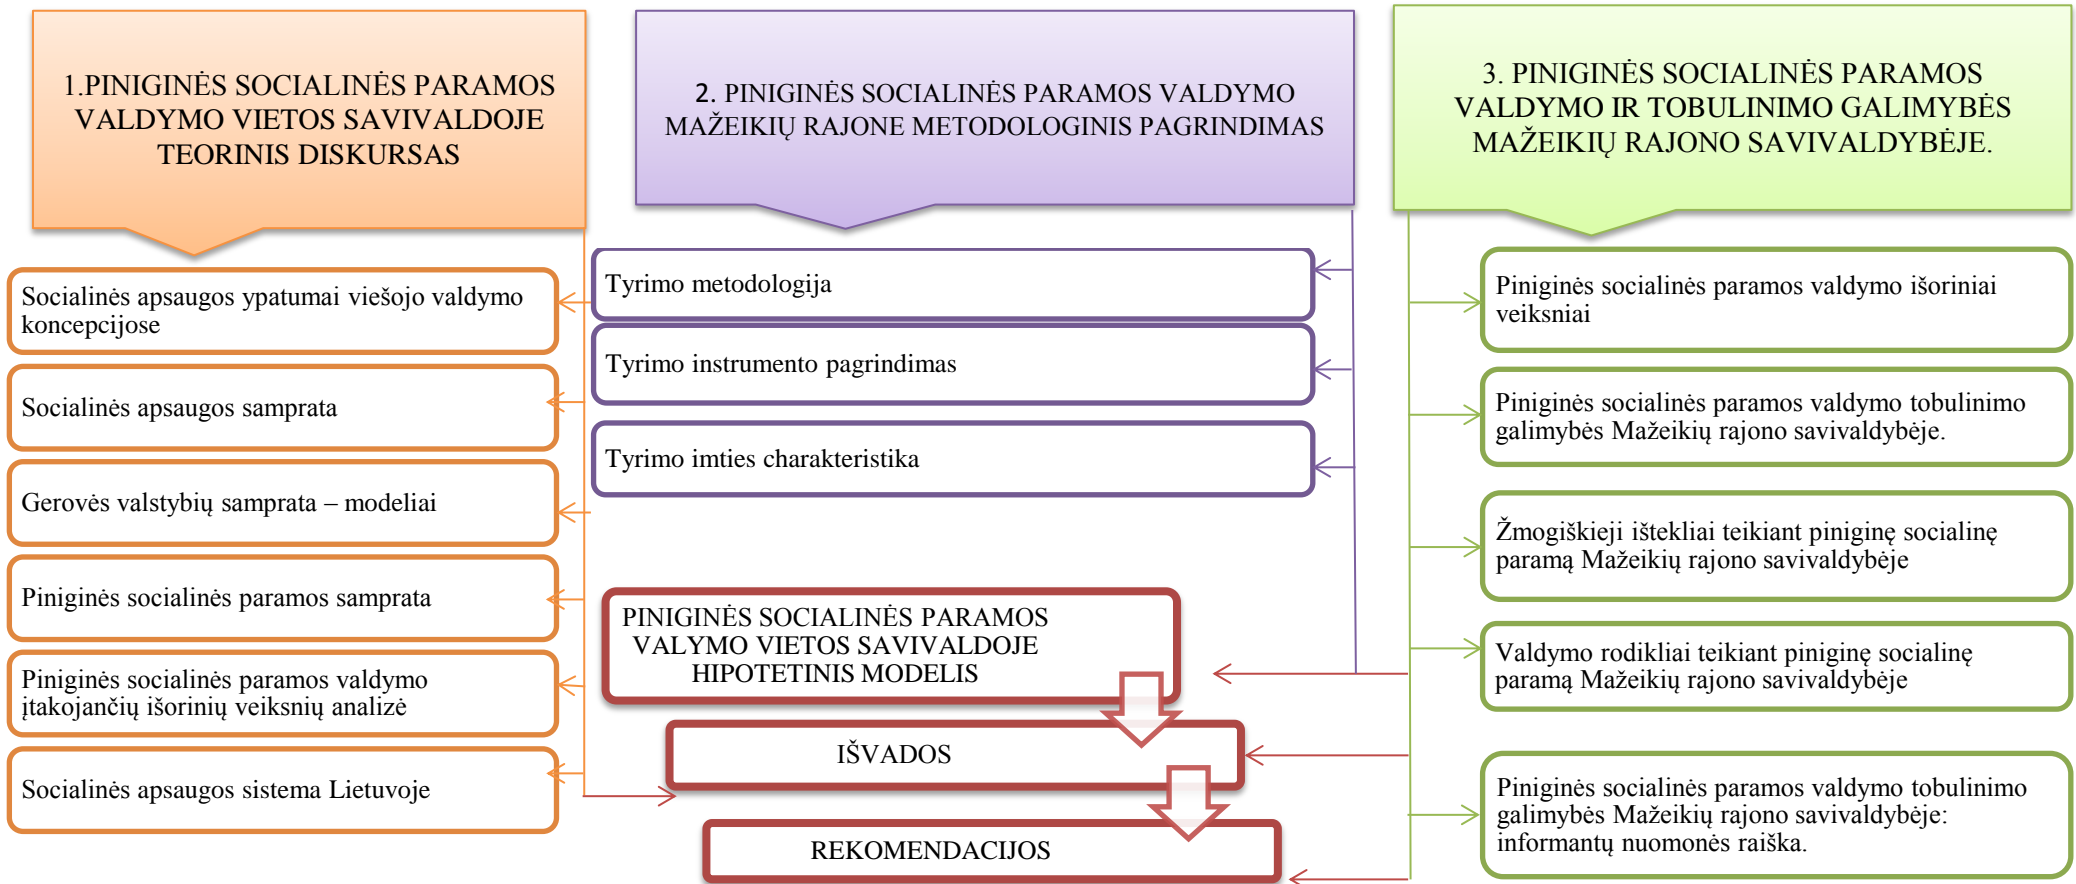 1.PINIGINĖS SOCIALINĖS PARAMOS
VALDYMO VIETOS SAVIVALDOJE
TEORINIS DISKURSAS
Socialinės apsaugos ypatumai viešojo valdymo
koncepcijose
Socialinės apsaugos samprata
Gerovės valstybių samprata – modeliai
Piniginės socialinės paramos samprata
Piniginės socialinės paramos valdymo
įtakojančių išorinių veiksnių analizė
Socialinės apsaugos sistema Lietuvoje
2. PINIGINĖS SOCIALINĖS PARAMOS VALDYMO
MAŽEIKIŲ RAJONE METODOLOGINIS PAGRINDIMAS
Tyrimo metodologija
Tyrimo instrumento pagrindimas
Tyrimo imties charakteristika
PINIGINĖS SOCIALINĖS PARAMOS
VALYMO VIETOS SAVIVALDOJE
HIPOTETINIS MODELIS
IŠVADOS
REKOMENDACIJOS
3. PINIGINĖS SOCIALINĖS PARAMOS
VALDYMO IR TOBULINIMO GALIMYBĖS
MAŽEIKIŲ RAJONO SAVIVALDYBĖJE.
Piniginės socialinės paramos valdymo išoriniai
veiksniai
Piniginės socialinės paramos valdymo tobulinimo
galimybės Mažeikių rajono savivaldybėje.
Žmogiškieji ištekliai teikiant piniginę socialinę
paramą Mažeikių rajono savivaldybėje
Valdymo rodikliai teikiant piniginę socialinę
paramą Mažeikių rajono savivaldybėje
Piniginės socialinės paramos valdymo tobulinimo
galimybės Mažeikių rajono savivaldybėje:
informantų nuomonės raiška.